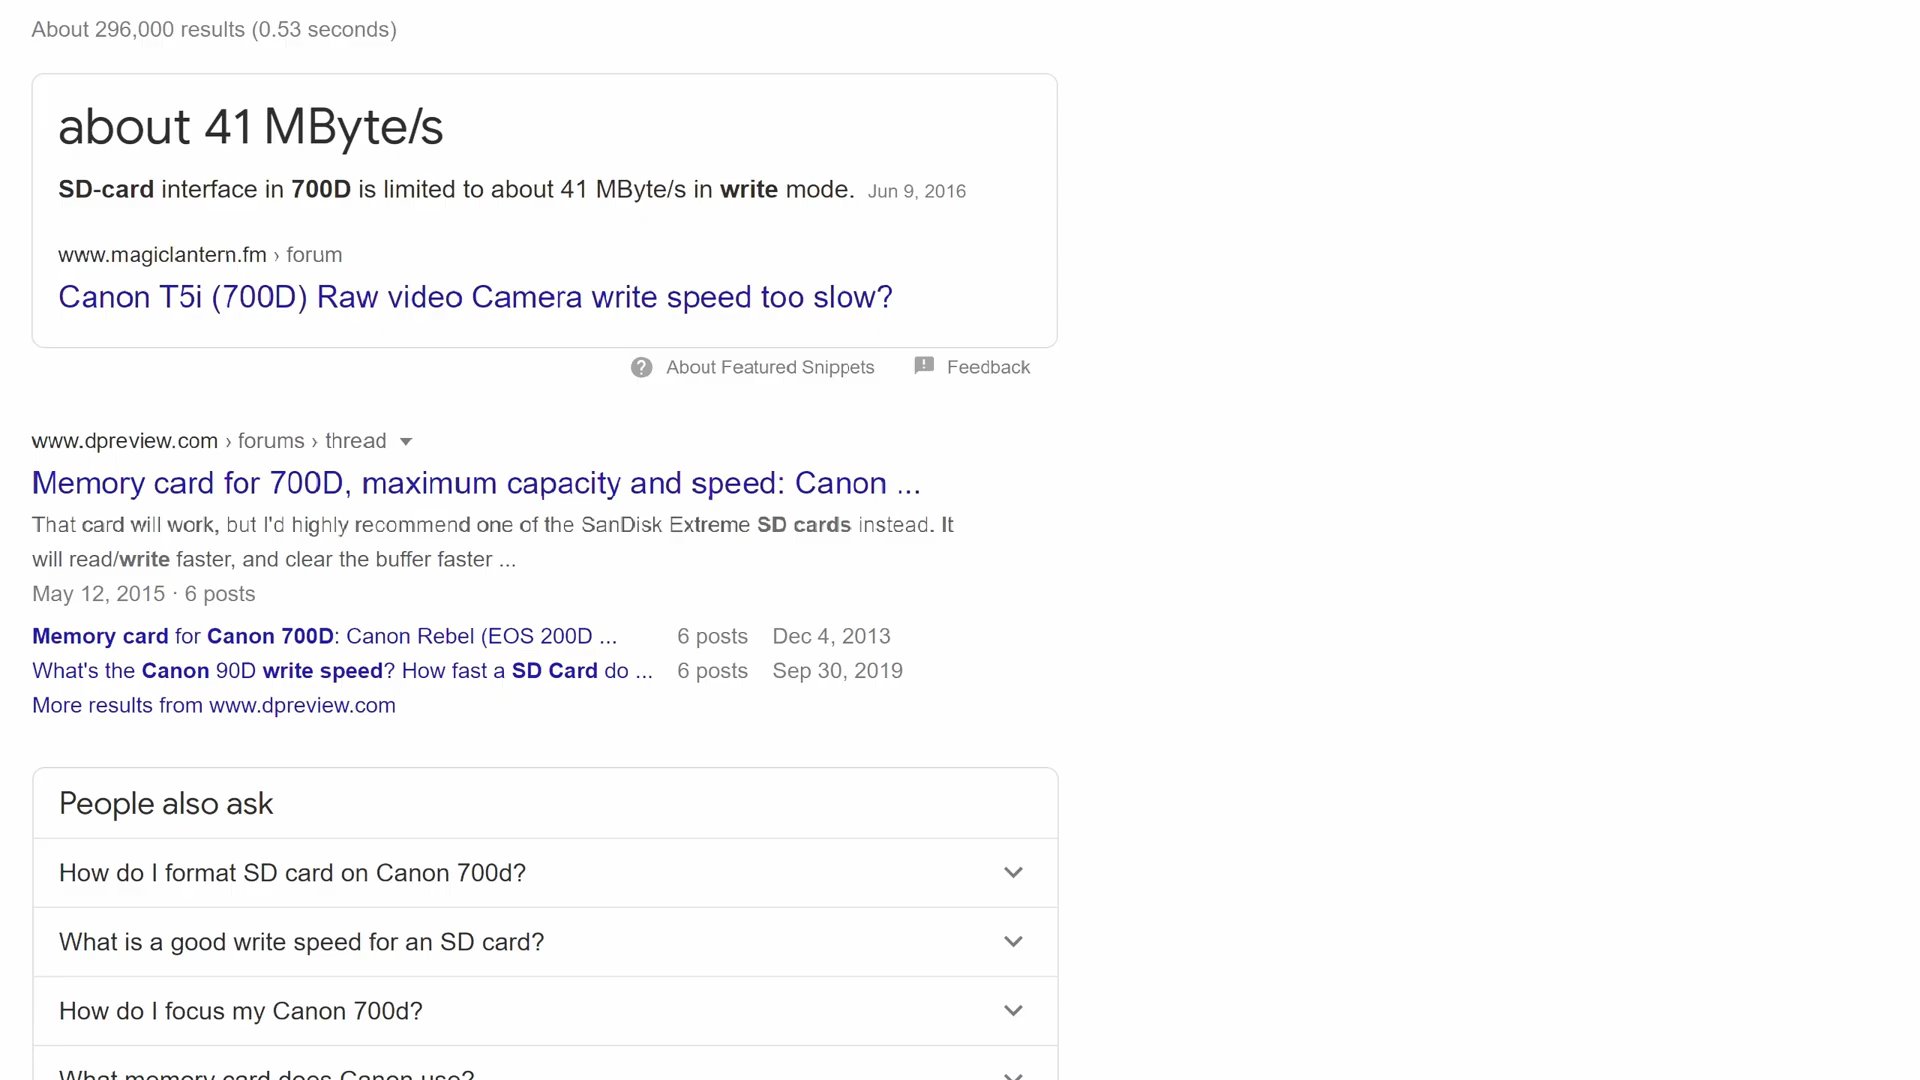 About 296,000 results (0.53 seconds)
about 41 MByte/s
SD-card interface in 700D is limited to about 41 MByte/s in write mode. Jun 9, 2016
www.magiclantern.fm › forum
Canon T5i (700D) Raw video Camera write speed too slow?
About Featured Snippets Feedback
www.dpreview.com › forums › thread
Memory card for 700D, maximum capacity and speed: Canon ...
That card will work, but I'd highly recommend one of the SanDisk Extreme SD cards instead. It
will read/write faster, and clear the buffer faster ...
May 12, 2015 · 6 posts
Memory card for Canon 700D: Canon Rebel (EOS 200D ... 6 posts Dec 4, 2013
What's the Canon 90D write speed? How fast a SD Card do ... 6 posts Sep 30, 2019
More results from www.dpreview.com
People also ask
How do I format SD card on Canon 700d?
What is a good write speed for an SD card?
How do I focus my Canon 700d?
What memory card does Canon use?